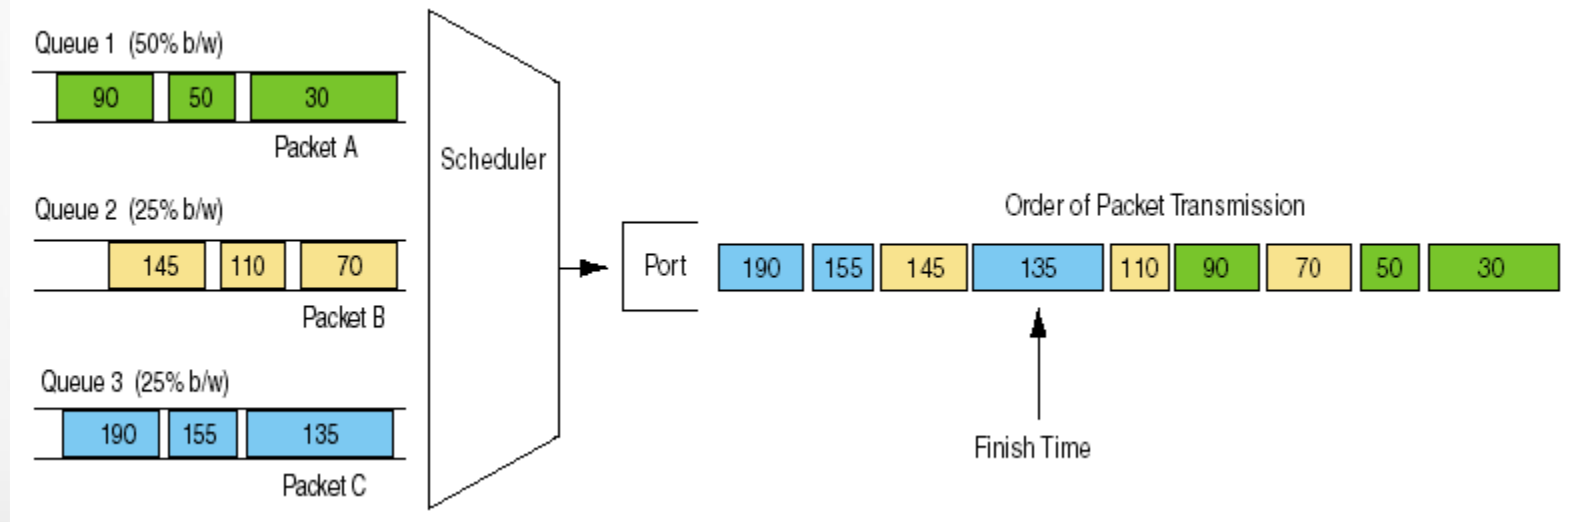 Queue 1 (50% b/w)
90 50 30
Packet A
Queue 2 (25% b/w)
145 110 70
Packet B
Queue 3 (25% b/w)
190 155 135
Packet C
Scheduler
Port
Order of Packet Transmission
190 155 145 135 110 90 70 50 30
Finish Time